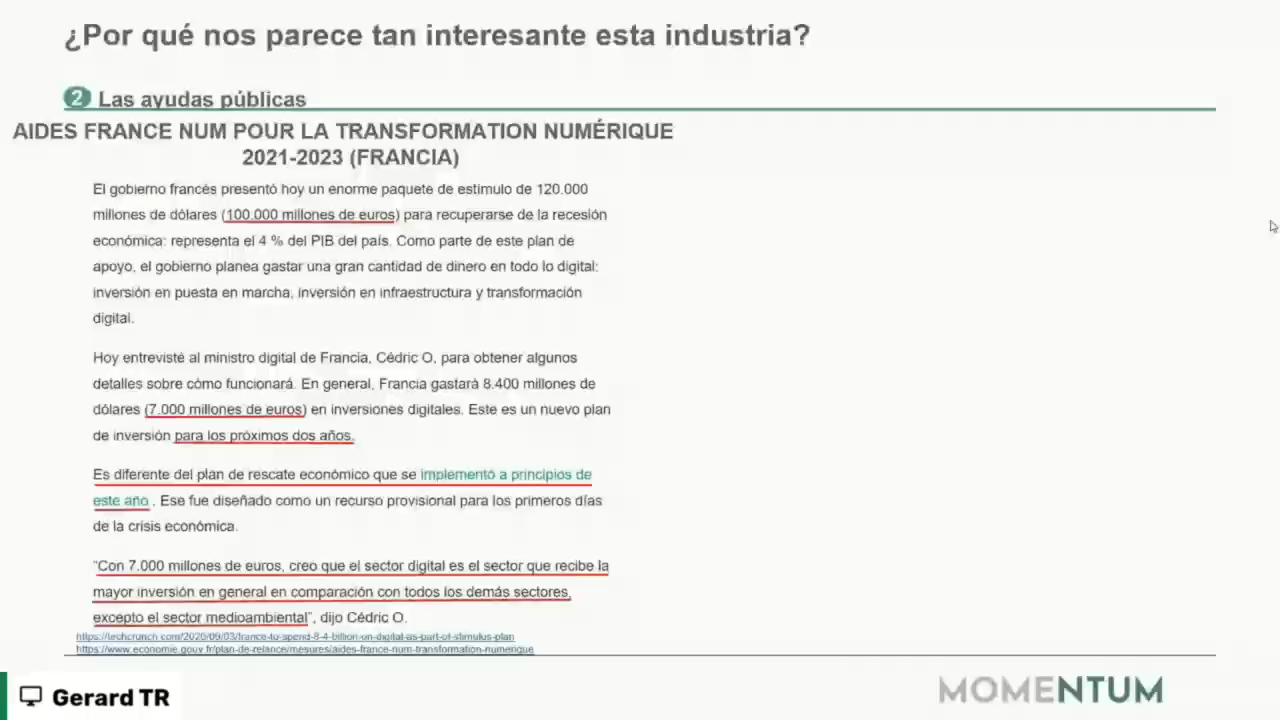 ¿Por qué nos parece tan interesante esta industria?
2 Las ayudas públicas
AIDES FRANCE NUM POUR LA TRANSFORMATION NUMÉRIQUE
2021-2023 (FRANCIA)
El gobierno francés presentó hoy un enorme paquete de estímulo de 120.000
millones de dólares (100.000 millones de euros) para recuperarse de la recesión
económica: representa el 4 % del PIB del país. Como parte de este plan de
apoyo, el gobierno planea gastar una gran cantidad de dinero en todo lo digital:
inversión en puesta en marcha, inversión en infraestructura y transformación
digital.
Hoy entrevisté al ministro digital de Francia, Cédric O, para obtener algunos
detalles sobre cómo funcionará. En general, Francia gastará 8.400 millones de
dólares (7.000 millones de euros) en inversiones digitales. Este es un nuevo plan
de inversión para los próximos dos años.
Es diferente del plan de rescate económico que se implementó a principios de
este año . Ese fue diseñado como un recurso provisional para los primeros días
de la crisis económica.
"Con 7.000 millones de euros, creo que el sector digital es el sector que recibe la
mayor inversión en general en comparación con todos los demás sectores,
excepto el sector medioambiental", dijo Cédric O.
https://techcrunch.com/2020/09/03/france-to-spend-8-4-billion-on-digital-as-part-of-stimulus-plan
https://www.economie.gouv.fr/plan-de-relance/mesures/aides-france-num-transformation-numerique
Gerard TR
MOMENTUM